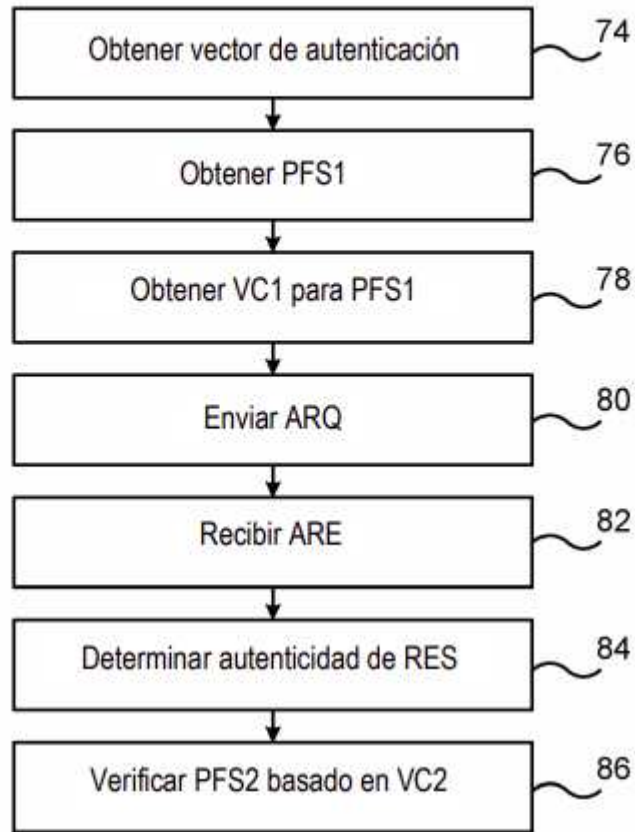 Obtener vector de autenticación 74
Obtener PFS1 76
Obtener VC1 para PFS1 78
Enviar ARQ 80
Recibir ARE 82
Determinar autenticidad de RES 84
Verificar PFS2 basado en VC2 86